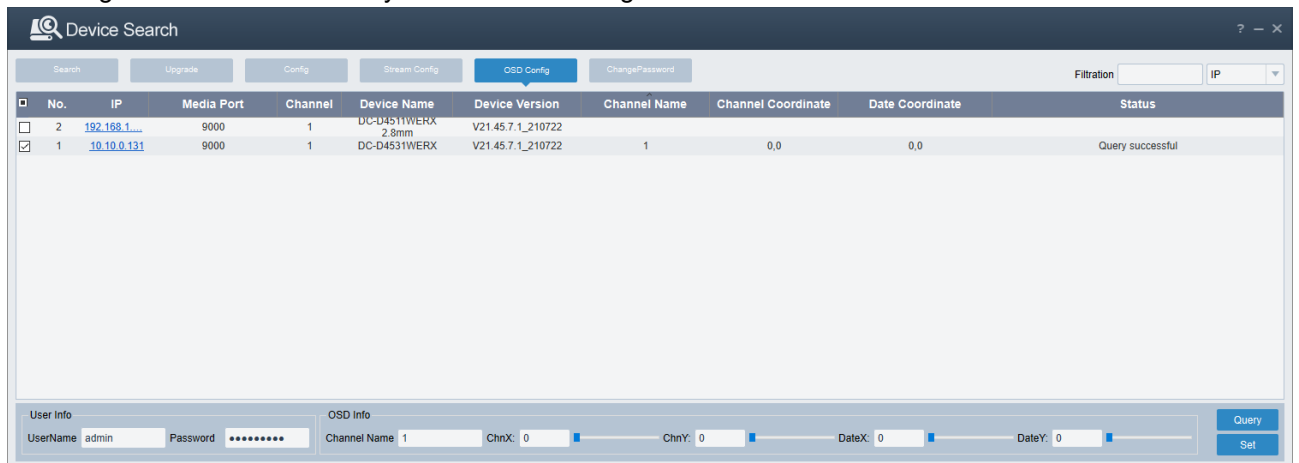 Device Search
? – ×
Search Upgrade Config Stream Config OSD Config ChangePassword Filtration IP
No. IP Media Port Channel Device Name Device Version Channel Name Channel Coordinate Date Coordinate Status
2 192.168.1.... 9000 1 DC-D4511WERX 2.8mm V21.45.7.1_210722
1 10.10.0.131 9000 1 DC-D4531WERX V21.45.7.1_210722 1 0,0 0,0 Query successful
User Info OSD Info
Query
UserName admin Password ●●●●●●●●● Channel Name 1 ChnX: 0 ChnY: 0 DateX: 0 DateY: 0
Set